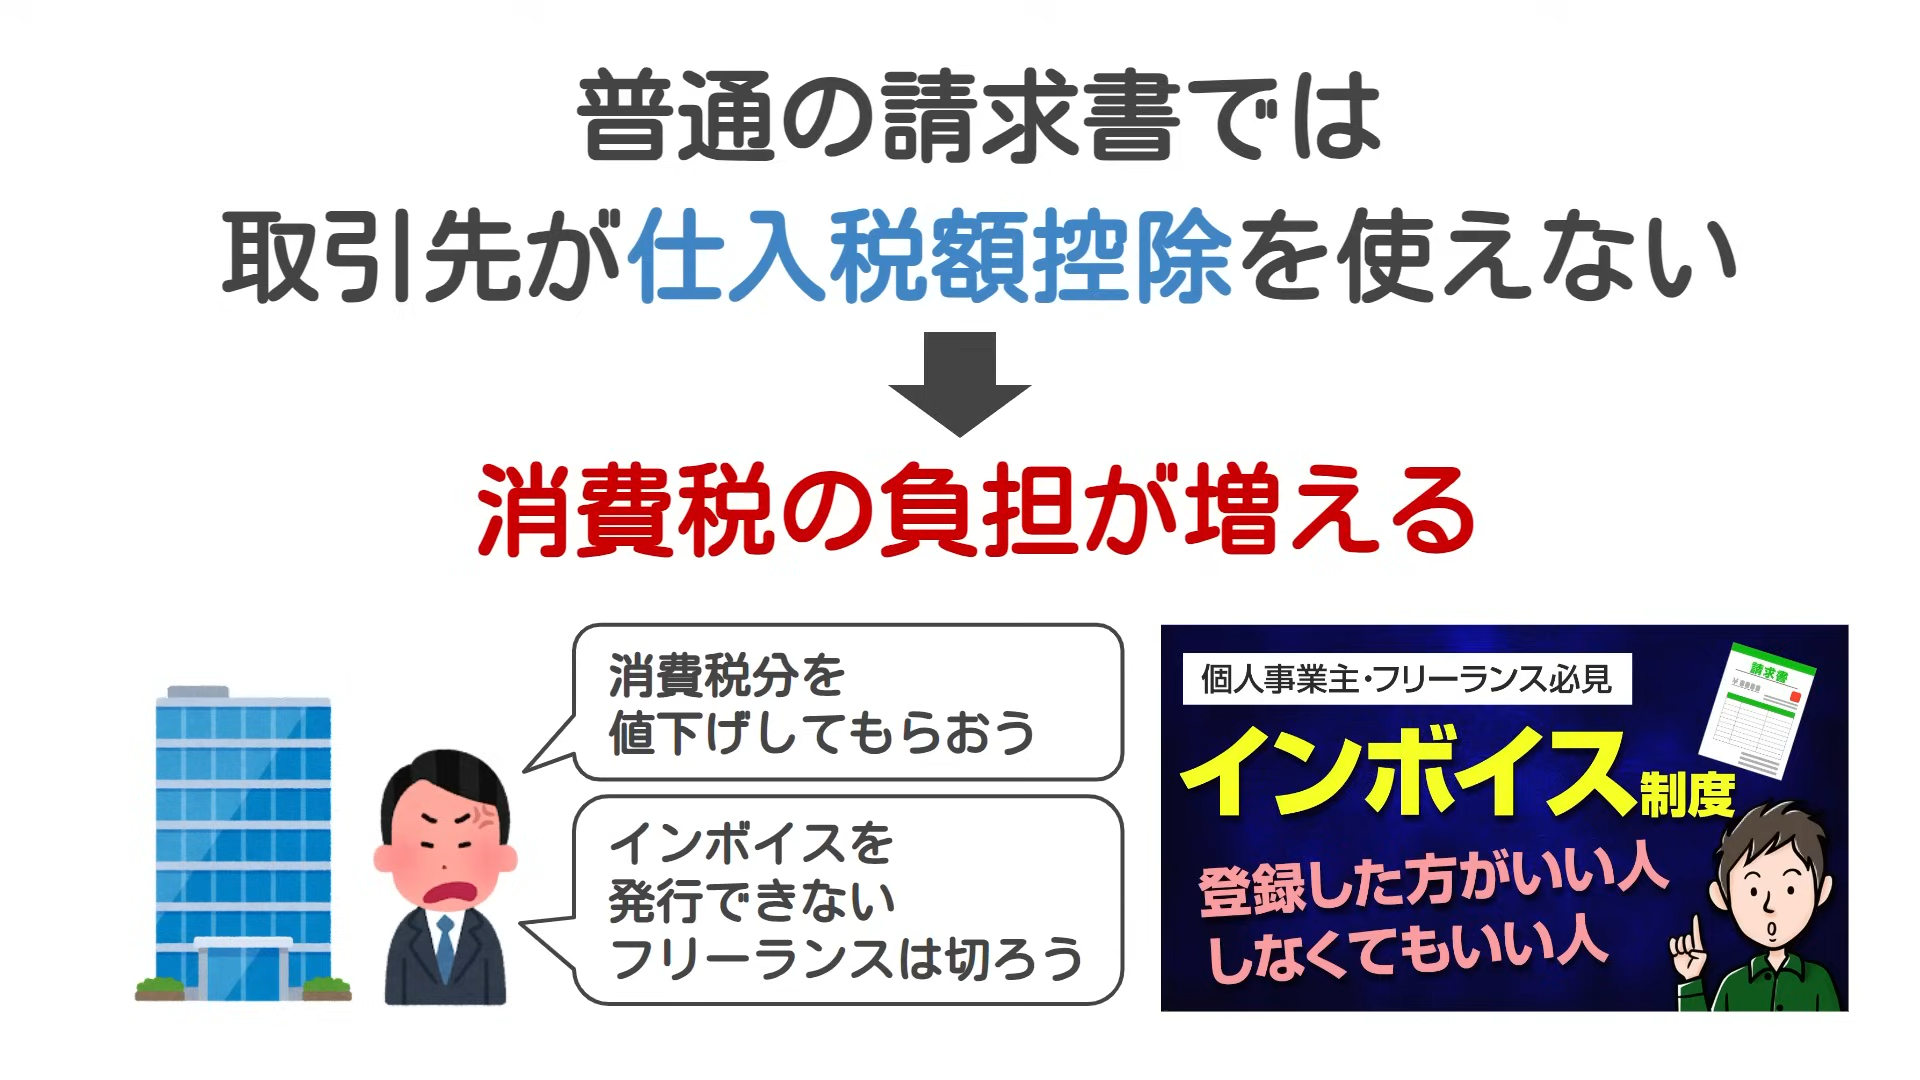 普通の請求書では
取引先が仕入税額控除を使えない
消費税の負担が増える
消費税分を
値下げしてもらおう
インボイスを
発行できない
フリーランスは切ろう
個人事業主・フリーランス必見
請求書
インボイス制度
登録した方がいい人
しなくてもいい人